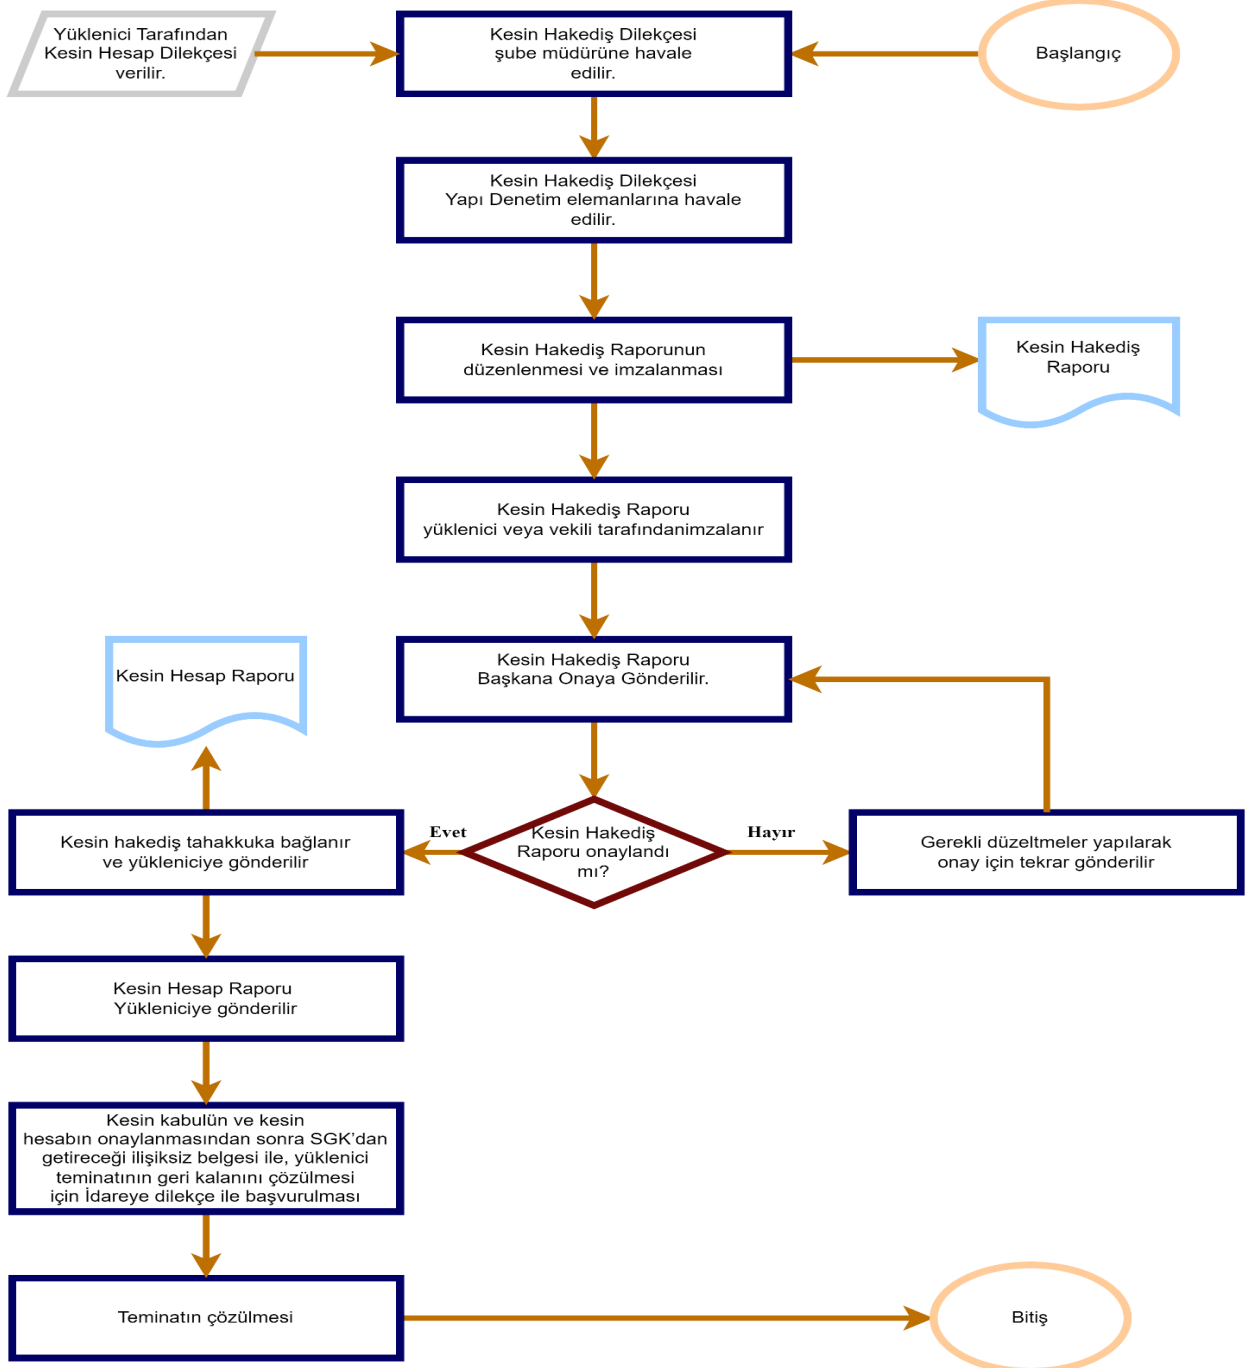 Yüklenici Tarafından
Kesin Hesap Dilekçesi
verilir.
Kesin Hakediş Dilekçesi
şube müdürüne havale
edilir.
Başlangıç
Kesin Hakediş Dilekçesi
Yapı Denetim elemanlarına havale
edilir.
Kesin Hakediş Raporunun
düzenlenmesi ve imzalanması
Kesin Hakediş
Raporu
Kesin Hakediş Raporu
yüklenici veya vekili tarafındanimzalanır
Kesin Hakediş Raporu
Başkana Onaya Gönderilir.
Kesin Hesap Raporu
Kesin hakediş tahakkuka bağlanır
ve yükleniciye gönderilir
Evet
Kesin Hakediş
Raporu onaylandı
mı?
Hayır
Gerekli düzeltmeler yapılarak
onay için tekrar gönderilir
Kesin Hesap Raporu
Yükleniciye gönderilir
Kesin kabulün ve kesin
hesabın onaylanmasından sonra SGK'dan
getireceği ilişiksiz belgesi ile, yüklenici
teminatının geri kalanını çözülmesi
için İdareye dilekçe ile başvurulması
Teminatın çözülmesi
Bitiş